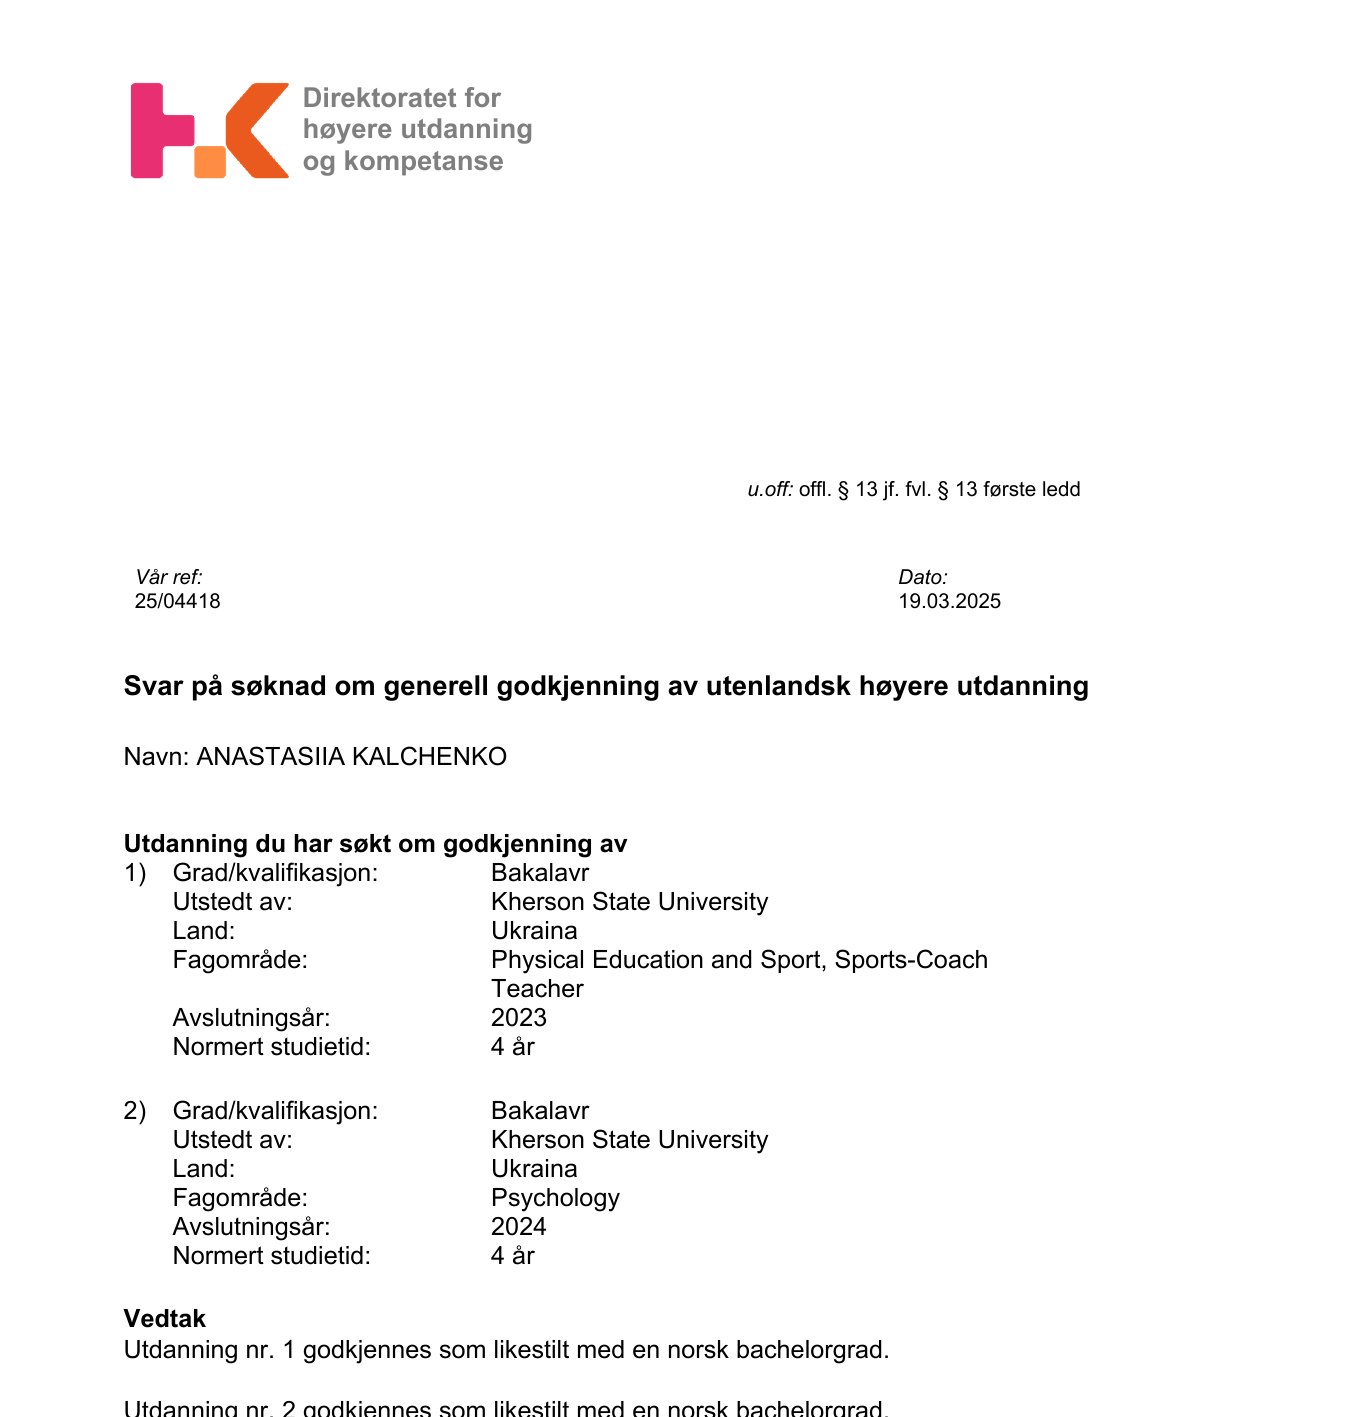 Direktoratet for
høyere utdanning
og kompetanse
u.off: offl. § 13 jf. fvl. § 13 første ledd
Vår ref: Dato:
25/04418 19.03.2025
Svar på søknad om generell godkjenning av utenlandsk høyere utdanning
Navn: ANASTASIIA KALCHENKO
Utdanning du har søkt om godkjenning av
1) Grad/kvalifikasjon: Bakalavr
Utstedt av: Kherson State University
Land: Ukraina
Fagområde: Physical Education and Sport, Sports-Coach
Teacher
Avslutningsår: 2023
Normert studietid: 4 år
2) Grad/kvalifikasjon: Bakalavr
Utstedt av: Kherson State University
Land: Ukraina
Fagområde: Psychology
Avslutningsår: 2024
Normert studietid: 4 år
Vedtak
Utdanning nr. 1 godkjennes som likestilt med en norsk bachelorgrad.
Utdanning nr. 2 godkjennes som likestilt med en norsk bachelorgrad.